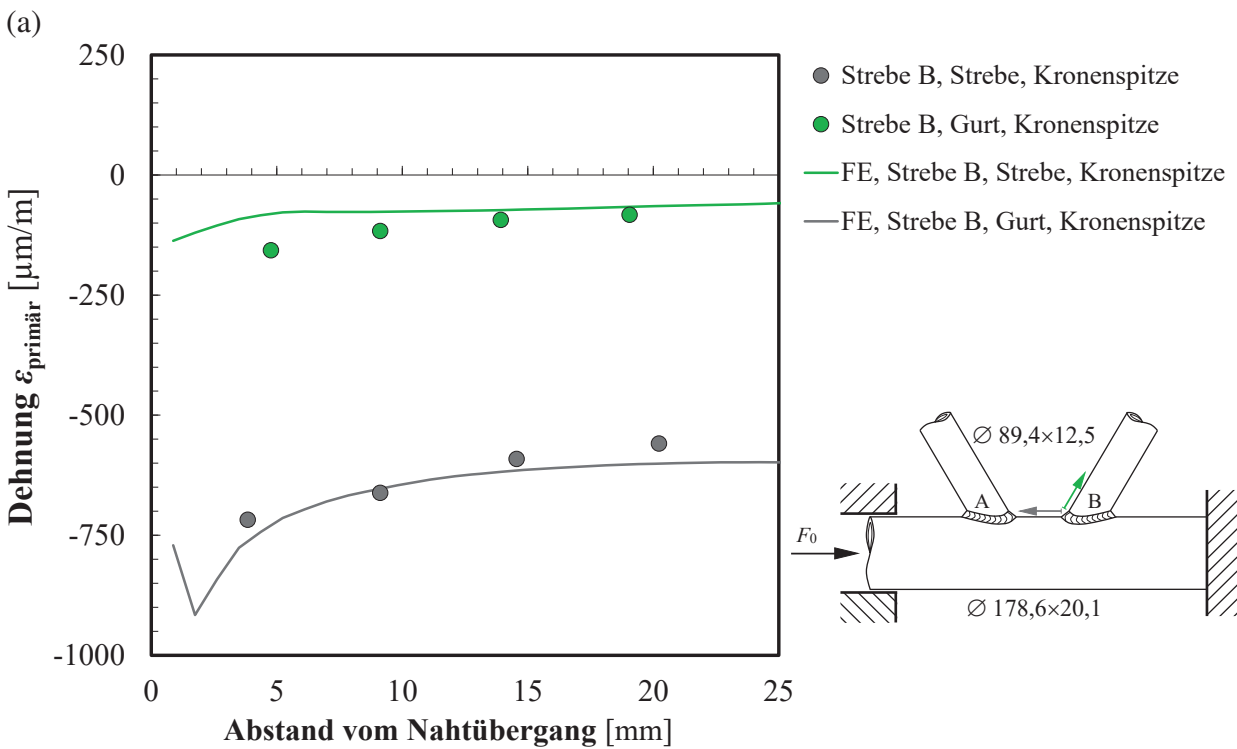 (a)
250
0
-250
-500
-750
-1000
Dehnung εprimär [µm/m]
0 5 10 15 20 25
Abstand vom Nahtübergang [mm]
Strebe B, Strebe, Kronenspitze
Strebe B, Gurt, Kronenspitze
FE, Strebe B, Strebe, Kronenspitze
FE, Strebe B, Gurt, Kronenspitze
∅ 89,4×12,5
A B
F0
∅ 178,6×20,1